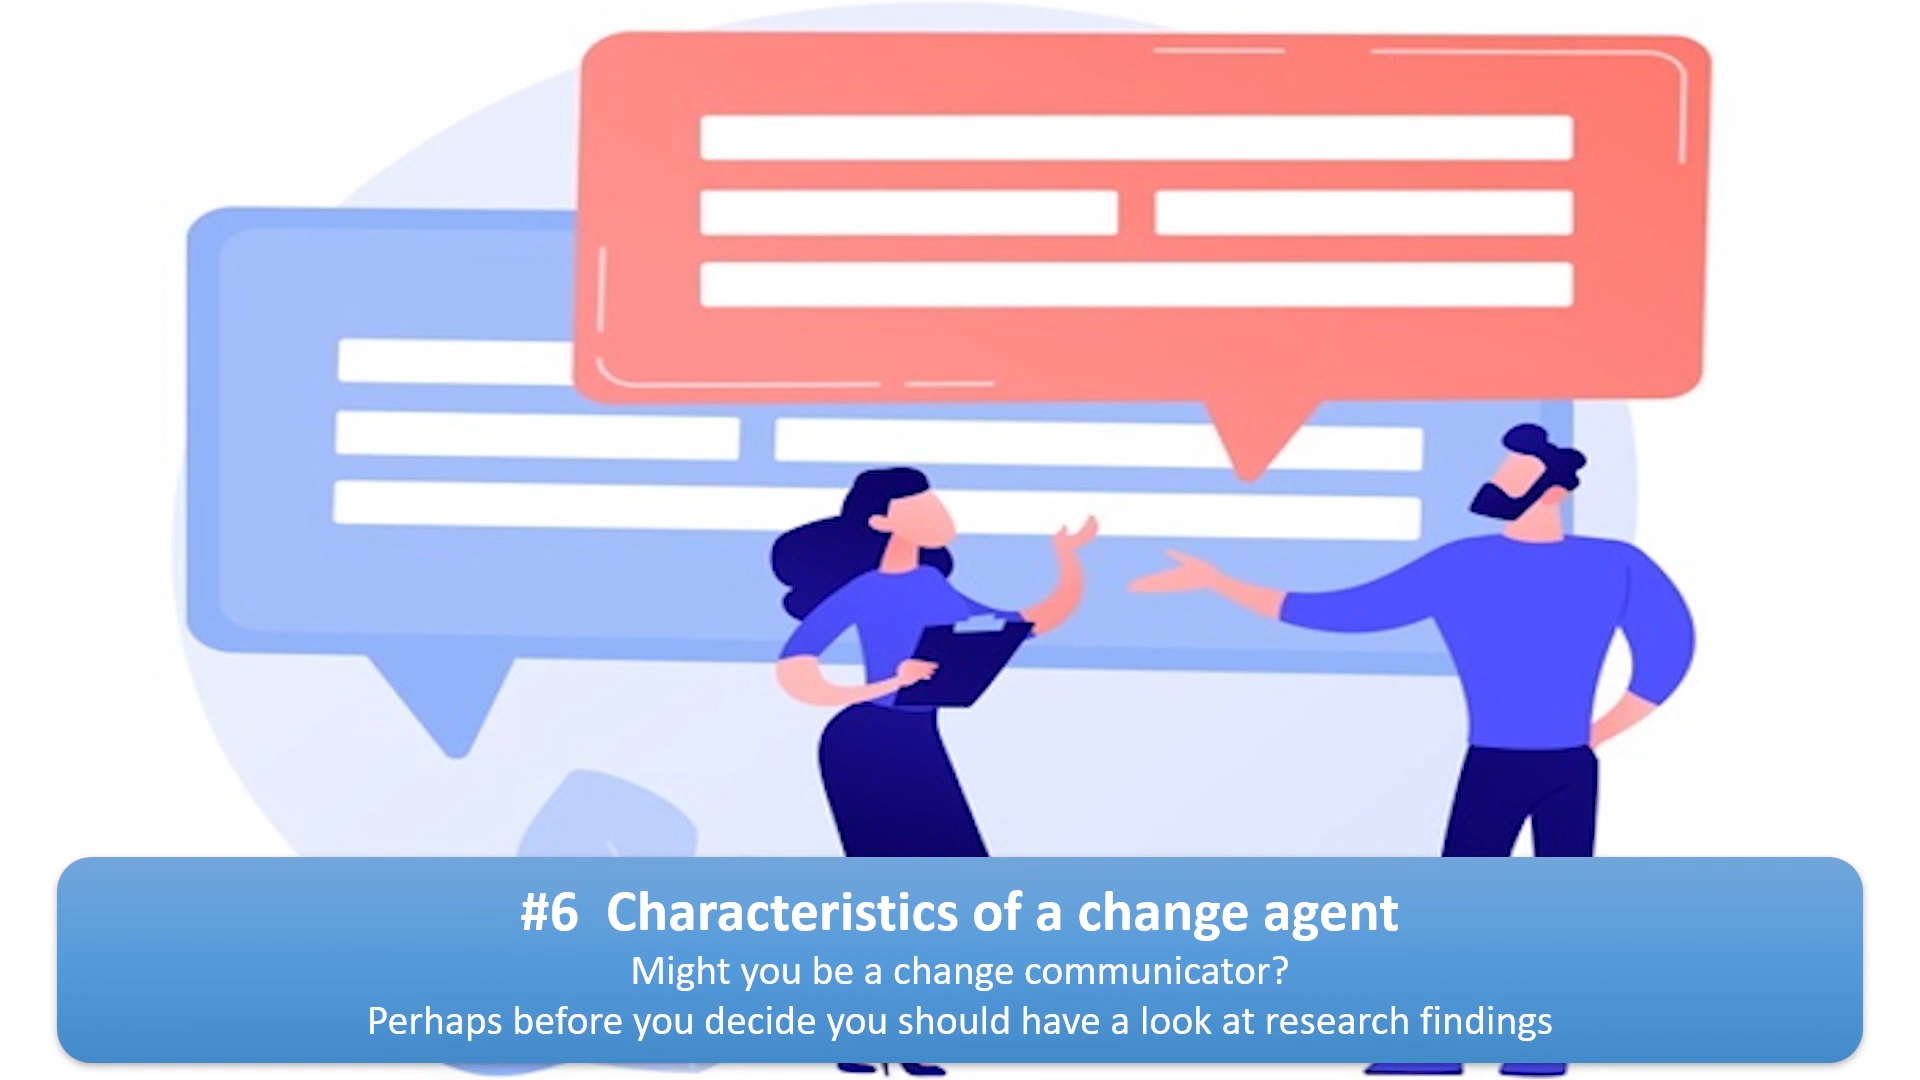 #6  Characteristics of a change agent
Might you be a change communicator?
Perhaps before you decide you should have a look at research findings